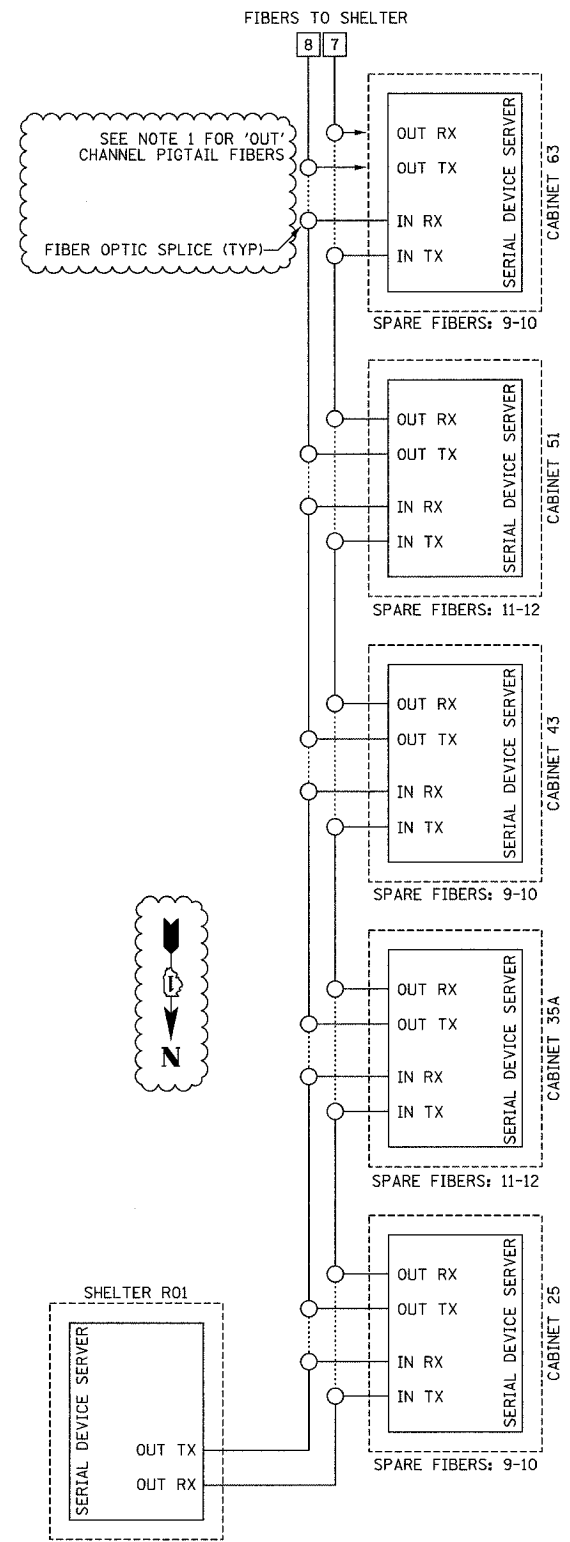 FIBERS TO SHELTER
8 7
SEE NOTE 1 FOR 'OUT'
CHANNEL PIGTAIL FIBERS
FIBER OPTIC SPLICE (TYP)
OUT RX
OUT TX
IN RX
IN TX
SERIAL DEVICE SERVER
CABINET 63
SPARE FIBERS: 9-10
OUT RX
OUT TX
IN RX
IN TX
SERIAL DEVICE SERVER
CABINET 51
SPARE FIBERS: 11-12
OUT RX
OUT TX
IN RX
IN TX
SERIAL DEVICE SERVER
CABINET 43
SPARE FIBERS: 9-10
1
N
OUT RX
OUT TX
IN RX
IN TX
SERIAL DEVICE SERVER
CABINET 35A
SPARE FIBERS: 11-12
OUT RX
OUT TX
IN RX
IN TX
SERIAL DEVICE SERVER
CABINET 25
SPARE FIBERS: 9-10
SHELTER R01
SERIAL DEVICE SERVER
OUT TX
OUT RX